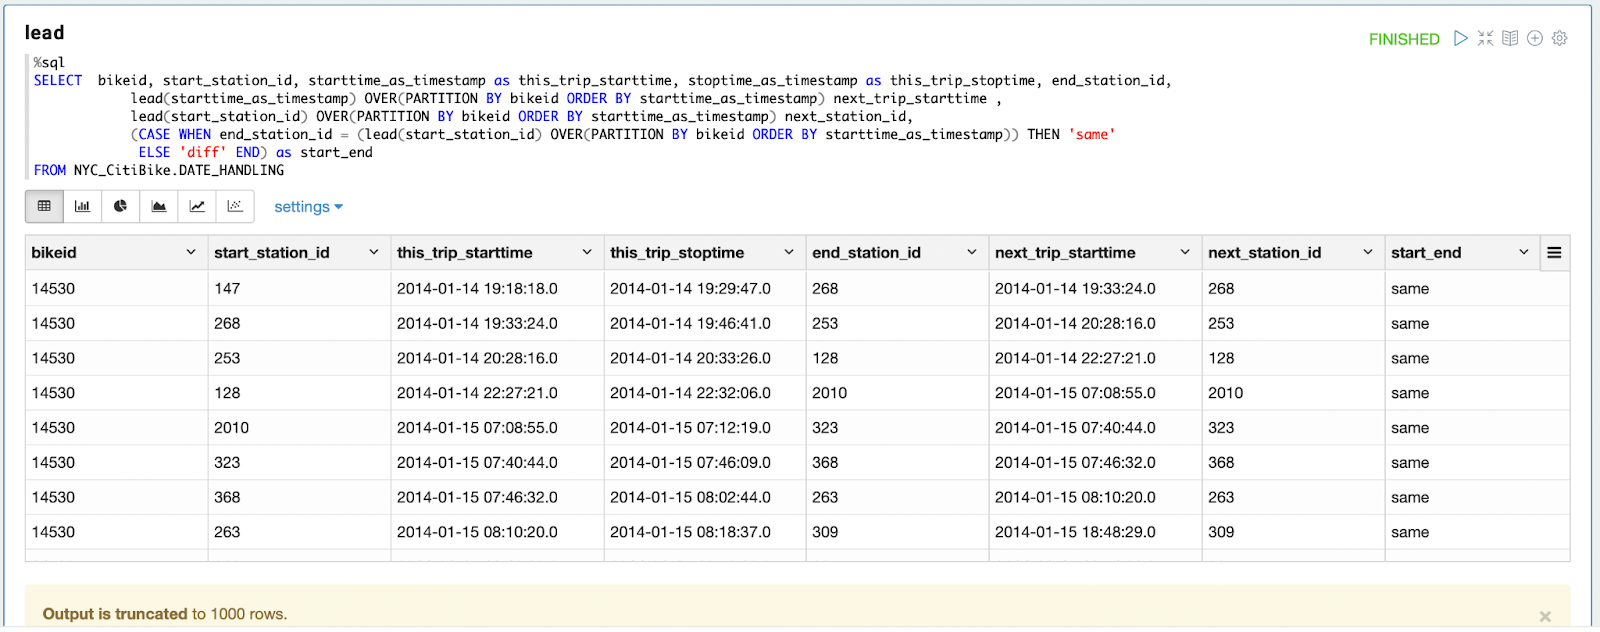 lead
FINISHED
%sql
SELECT  bikeid, start_station_id, starttime_as_timestamp as this_trip_starttime, stoptime_as_timestamp as this_trip_stoptime, end_station_id,
lead(starttime_as_timestamp) OVER(PARTITION BY bikeid ORDER BY starttime_as_timestamp) next_trip_starttime ,
lead(start_station_id) OVER(PARTITION BY bikeid ORDER BY starttime_as_timestamp) next_station_id,
(CASE WHEN end_station_id = (lead(start_station_id) OVER(PARTITION BY bikeid ORDER BY starttime_as_timestamp)) THEN 'same'
ELSE 'diff' END) as start_end
FROM NYC_CitiBike.DATE_HANDLING
settings
bikeid start_station_id this_trip_starttime this_trip_stoptime end_station_id next_trip_starttime next_station_id start_end
14530 147 2014-01-14 19:18:18.0 2014-01-14 19:29:47.0 268 2014-01-14 19:33:24.0 268 same
14530 268 2014-01-14 19:33:24.0 2014-01-14 19:46:41.0 253 2014-01-14 20:28:16.0 253 same
14530 253 2014-01-14 20:28:16.0 2014-01-14 20:33:26.0 128 2014-01-14 22:27:21.0 128 same
14530 128 2014-01-14 22:27:21.0 2014-01-14 22:32:06.0 2010 2014-01-15 07:08:55.0 2010 same
14530 2010 2014-01-15 07:08:55.0 2014-01-15 07:12:19.0 323 2014-01-15 07:40:44.0 323 same
14530 323 2014-01-15 07:40:44.0 2014-01-15 07:46:09.0 368 2014-01-15 07:46:32.0 368 same
14530 368 2014-01-15 07:46:32.0 2014-01-15 08:02:44.0 263 2014-01-15 08:10:20.0 263 same
14530 263 2014-01-15 08:10:20.0 2014-01-15 08:18:37.0 309 2014-01-15 18:48:29.0 309 same
Output is truncated to 1000 rows.